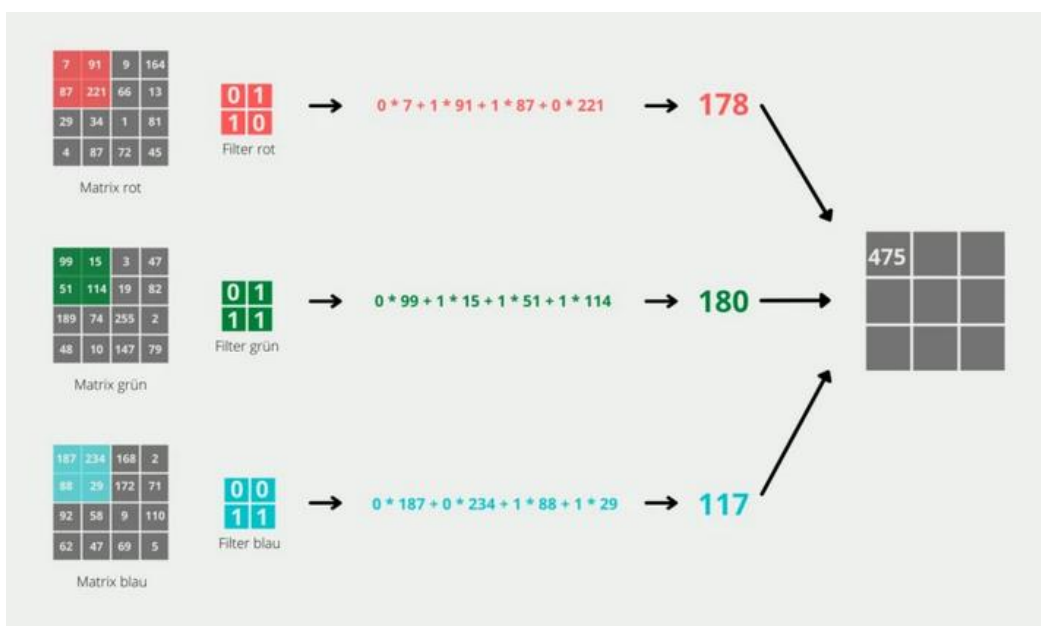 7 91 9 164
87 221 66 13
29 34 1 81
4 87 72 45
Matrix rot
0 1
1 0
Filter rot
0 * 7 + 1 * 91 + 1 * 87 + 0 * 221
178
99 15 3 47
51 114 19 82
189 74 255 2
48 10 147 79
Matrix grün
0 1
1 1
Filter grün
0 * 99 + 1 * 15 + 1 * 51 + 1 * 114
180
475
187 234 168 2
88 29 172 71
92 58 9 110
62 47 69 5
Matrix blau
0 0
1 1
Filter blau
0 * 187 + 0 * 234 + 1 * 88 + 1 * 29
117